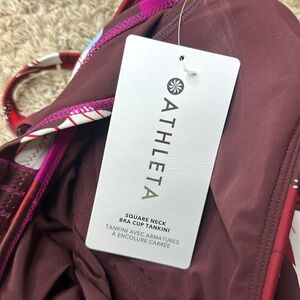 ATHLETA
SQUARE NECK
BRA CUP TANKINI
TANKINI AVEC ARMATURES
À ENCOLURE CARRÉE